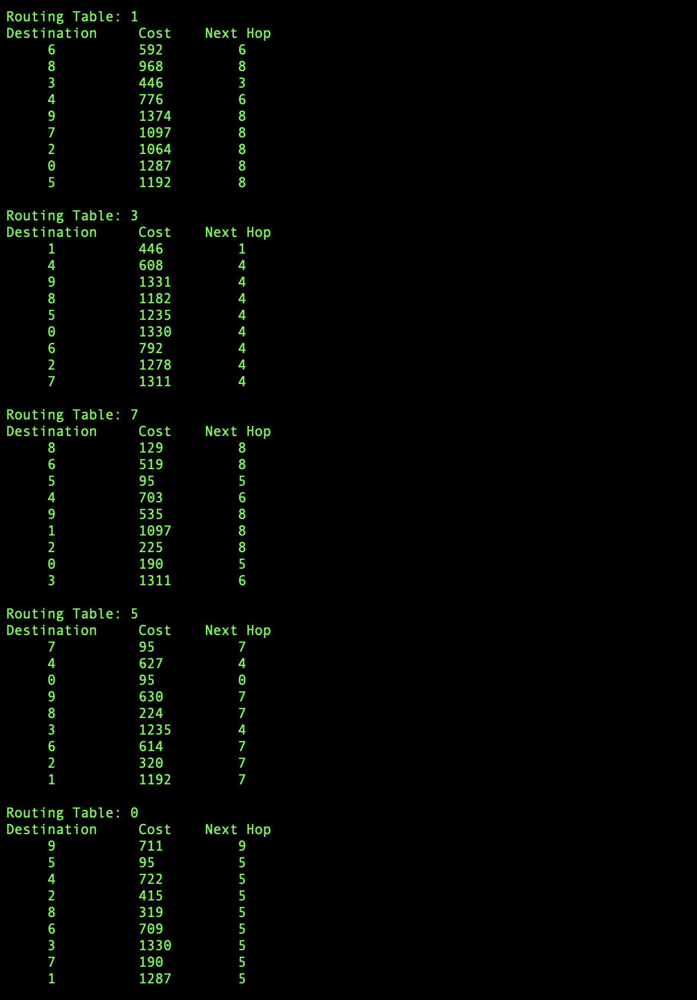 Routing Table: 1
Destination     Cost    Next Hop
     6          592         6
     8          968         8
     3          446         3
     4          776         6
     9          1374        8
     7          1097        8
     2          1064        8
     0          1287        8
     5          1192        8

Routing Table: 3
Destination     Cost    Next Hop
     1          446         1
     4          608         4
     9          1331        4
     8          1182        4
     5          1235        4
     0          1330        4
     6          792         4
     2          1278        4
     7          1311        4

Routing Table: 7
Destination     Cost    Next Hop
     8          129         8
     6          519         8
     5          95          5
     4          703         6
     9          535         8
     1          1097        8
     2          225         8
     0          190         5
     3          1311        6

Routing Table: 5
Destination     Cost    Next Hop
     7          95          7
     4          627         4
     0          95          0
     9          630         7
     8          224         7
     3          1235        4
     6          614         7
     2          320         7
     1          1192        7

Routing Table: 0
Destination     Cost    Next Hop
     9          711         9
     5          95          5
     4          722         5
     2          415         5
     8          319         5
     6          709         5
     3          1330        5
     7          190         5
     1          1287        5